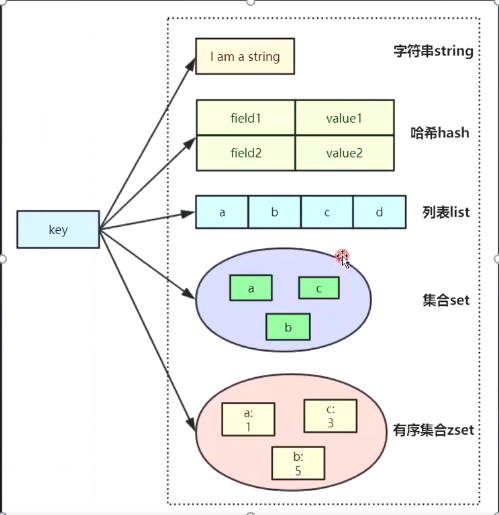 字符串string
I am a string
field1 value1
哈希hash
field2 value2
key
a b c d
列表list
a c
集合set
b
a:
1
c:
3
有序集合zset
b:
5